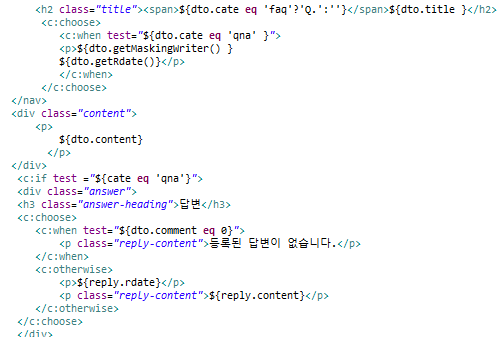 <h2 class="title"><span>${dto.cate eq 'faq'?'Q.':''}</span>${dto.title }</h2>
<c:choose>
<c:when test="${dto.cate eq 'qna' }">
<p>${dto.getMaskingWriter() }
${dto.getRdate()}</p>
</c:when>
</c:choose>
</nav>
<div class="content">
<p>
${dto.content}
</p>
</div>
<c:if test ="${cate eq 'qna'}">
<div class="answer">
<h3 class="answer-heading">답변</h3>
<c:choose>
<c:when test="${dto.comment eq 0}">
<p class="reply-content">등록된 답변이 없습니다.</p>
</c:when>
<c:otherwise>
<p>${reply.rdate}</p>
<p class="reply-content">${reply.content}</p>
</c:otherwise>
</c:choose>
</div>